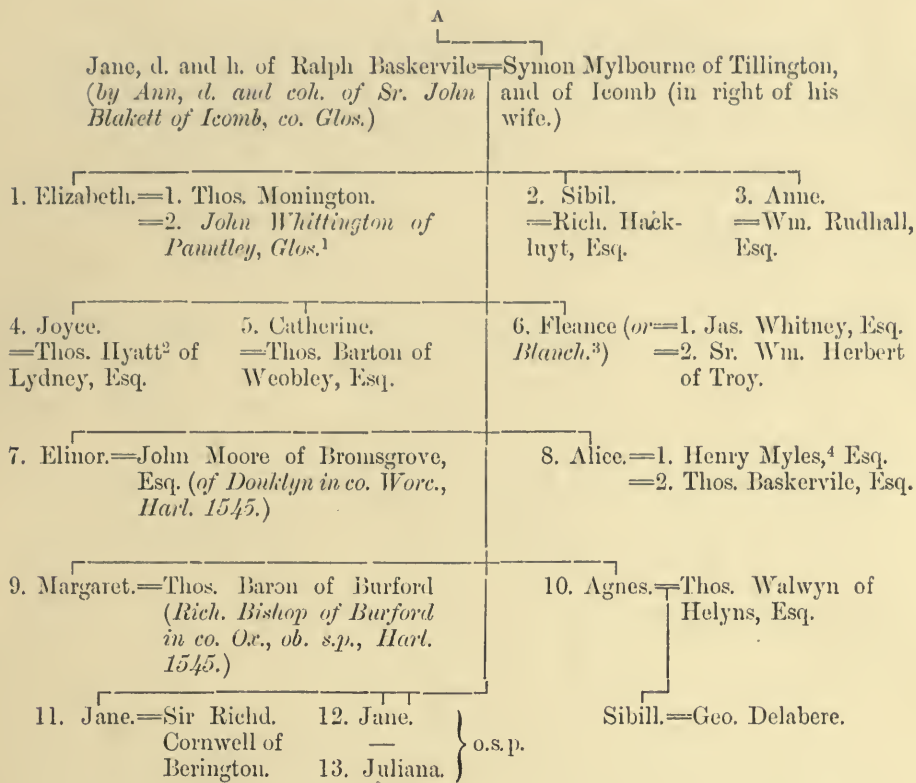 A
Jane, d. and h. of Ralph Baskervile=Symon Mylbourne of Tillington,
(by Ann, d. and coh. of Sr. John and of Icomb (in right of his
Blakett of Icomb, co. Glos.) wife.)
1. Elizabeth.=1. Thos. Monington. 2. Sibil. 3. Anne.
=2. John Whittington of =Rich. Hack- =Wm. Rudhall,
Pauntley, Glos.¹ luyt, Esq. Esq.
4. Joyce. 5. Catherine. 6. Fleance (or=1. Jas. Whitney, Esq.
=Thos. Hyatt² of =Thos. Barton of Blanch.³) =2. Sr. Wm. Herbert
Lydney, Esq. Weobley, Esq. of Troy.
7. Elinor.=John Moore of Bromsgrove, 8. Alice.=1. Henry Myles,⁴ Esq.
Esq. (of Donklyn in co. Worc., =2. Thos. Baskervile, Esq.
Harl. 1545.)
9. Margaret.=Thos. Baron of Burford 10. Agnes.=Thos. Walwyn of
(Rich. Bishop of Burford Helyns, Esq.
in co. Ox., ob. s.p., Harl.
1545.)
11. Jane.=Sir Richd. 12. Jane. Sibill.=Geo. Delabere.
Cornwell of — o.s.p.
Berington. 13. Juliana.